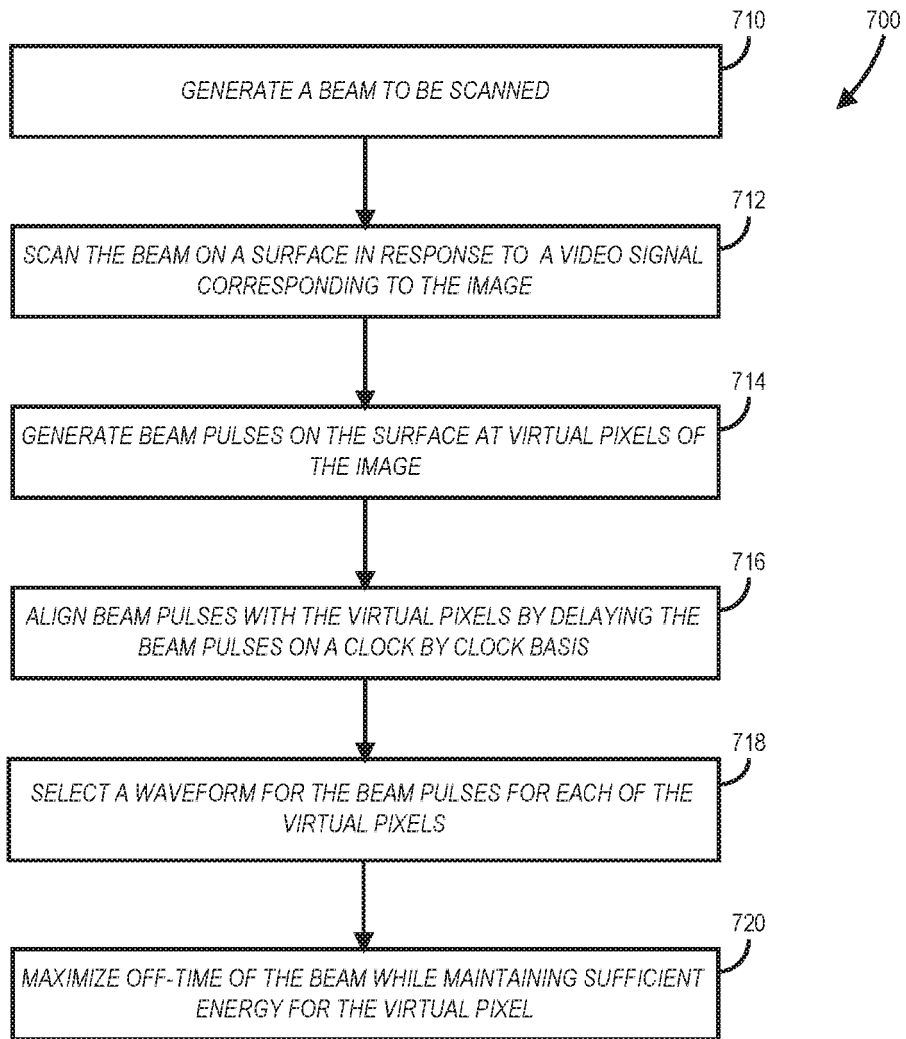 710
700
GENERATE A BEAM TO BE SCANNED
712
SCAN THE BEAM ON A SURFACE IN RESPONSE TO A VIDEO SIGNAL
CORRESPONDING TO THE IMAGE
714
GENERATE BEAM PULSES ON THE SURFACE AT VIRTUAL PIXELS OF
THE IMAGE
716
ALIGN BEAM PULSES WITH THE VIRTUAL PIXELS BY DELAYING THE
BEAM PULSES ON A CLOCK BY CLOCK BASIS
718
SELECT A WAVEFORM FOR THE BEAM PULSES FOR EACH OF THE
VIRTUAL PIXELS
720
MAXIMIZE OFF-TIME OF THE BEAM WHILE MAINTAINING SUFFICIENT
ENERGY FOR THE VIRTUAL PIXEL